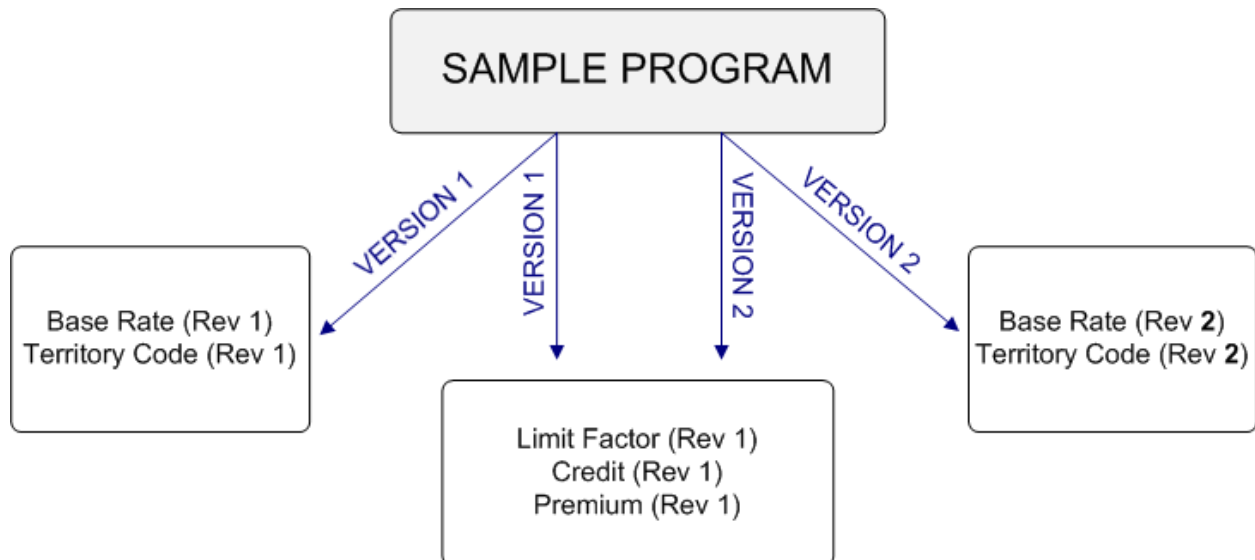 SAMPLE PROGRAM
VERSION 1
VERSION 1
VERSION 2
VERSION 2
Base Rate (Rev 1)
Territory Code (Rev 1)
Limit Factor (Rev 1)
Credit (Rev 1)
Premium (Rev 1)
Base Rate (Rev 2)
Territory Code (Rev 2)